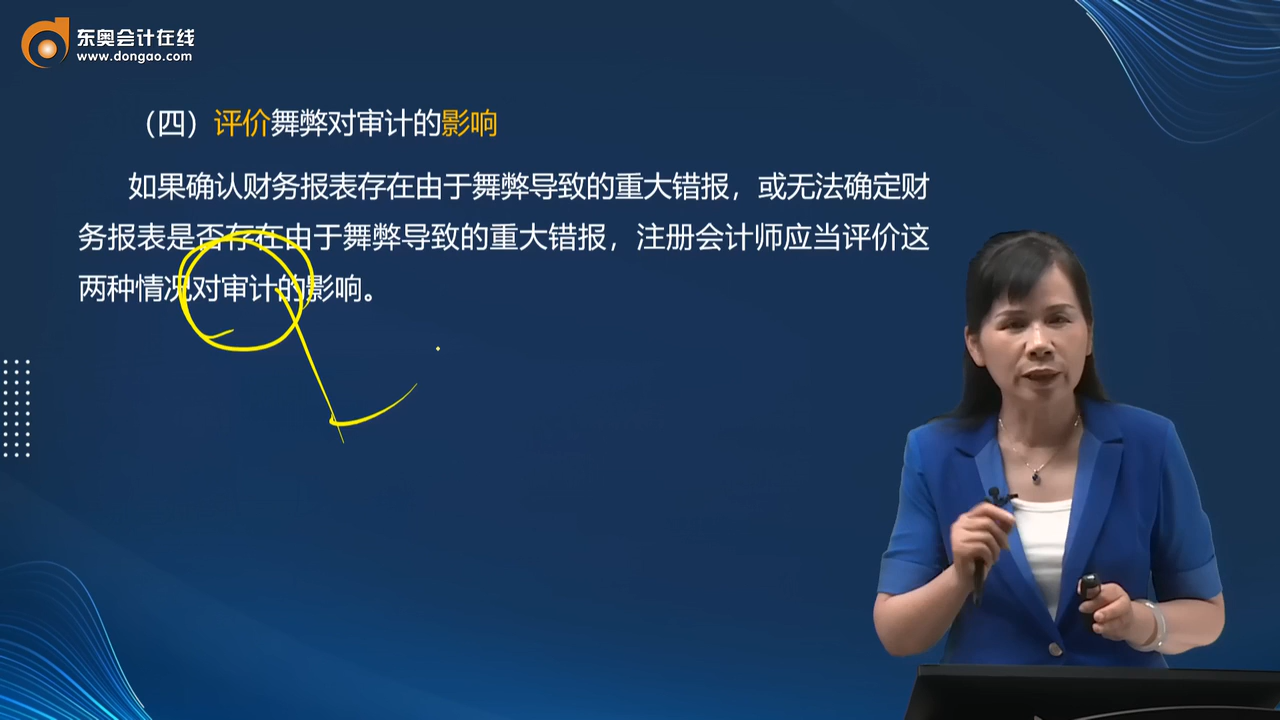 东奥会计在线
www.dongao.com
（四）评价舞弊对审计的影响
如果确认财务报表存在由于舞弊导致的重大错报，或无法确定财
务报表是否存在由于舞弊导致的重大错报，注册会计师应当评价这
两种情况对审计的影响。